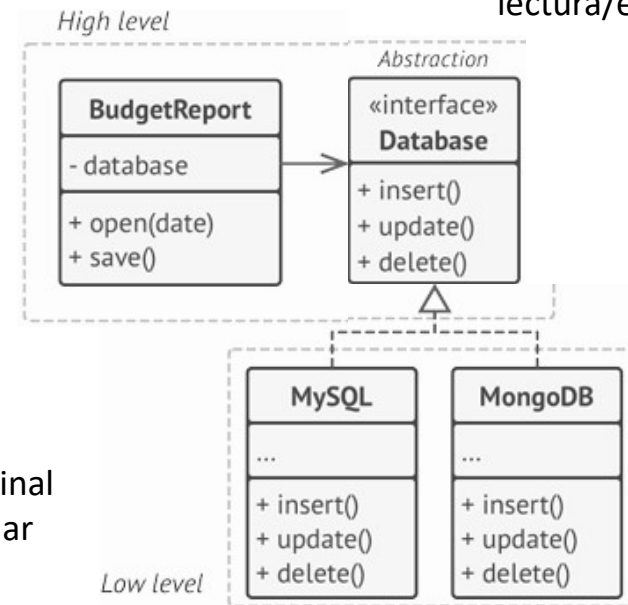 lectura/e
High level
Abstraction
BudgetReport
- database
+ open(date)
+ save()
«interface»
Database
+ insert()
+ update()
+ delete()
MySQL
...
+ insert()
+ update()
+ delete()
MongoDB
...
+ insert()
+ update()
+ delete()
inal
ar
Low level